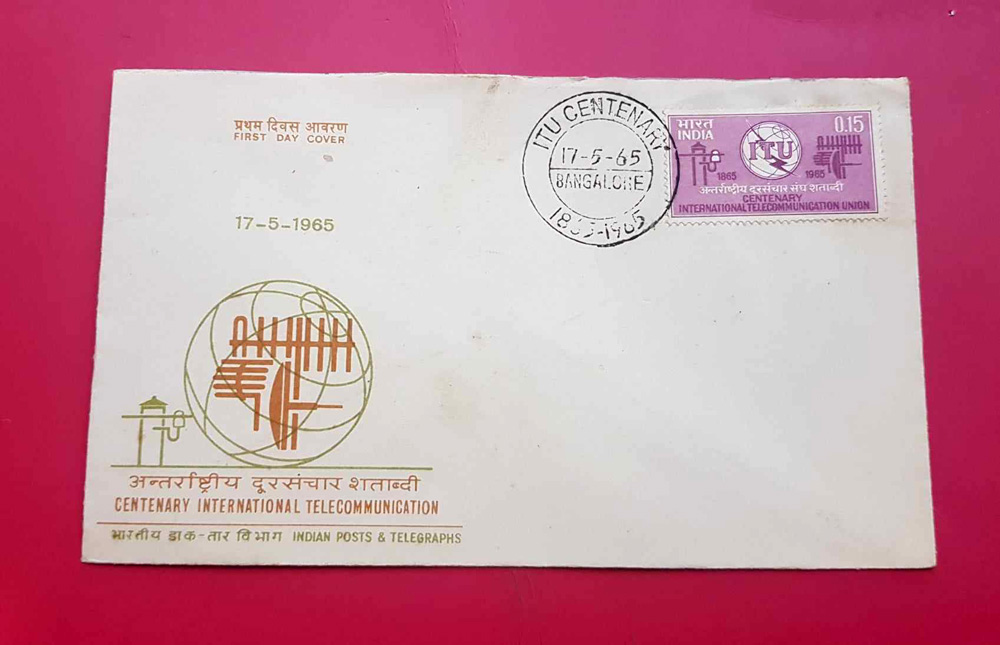 प्रथम दिवस आवरण
FIRST DAY COVER
17-5-1965
ITU CENTENARY
17-5-65
BANGALORE
1865-1965
भारत
INDIA
0.15
ITU
1865
1965
अन्तर्राष्ट्रीय दूरसंचार संघ शताब्दी
CENTENARY
INTERNATIONAL TELECOMMUNICATION UNION
अन्तर्राष्ट्रीय दूरसंचार शताब्दी
CENTENARY INTERNATIONAL TELECOMMUNICATION
भारतीय डाक-तार विभाग INDIAN POSTS & TELEGRAPHS